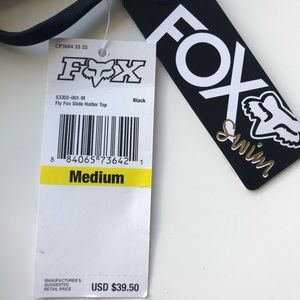 CP3684 23 23
FOX
53302-001-M
Fly Fox Slide Halter Top
Black
8 84065 73642 1
Medium
MANUFACTURER'S
SUGGESTED
RETAIL PRICE
USD $39.50
FOX
swim